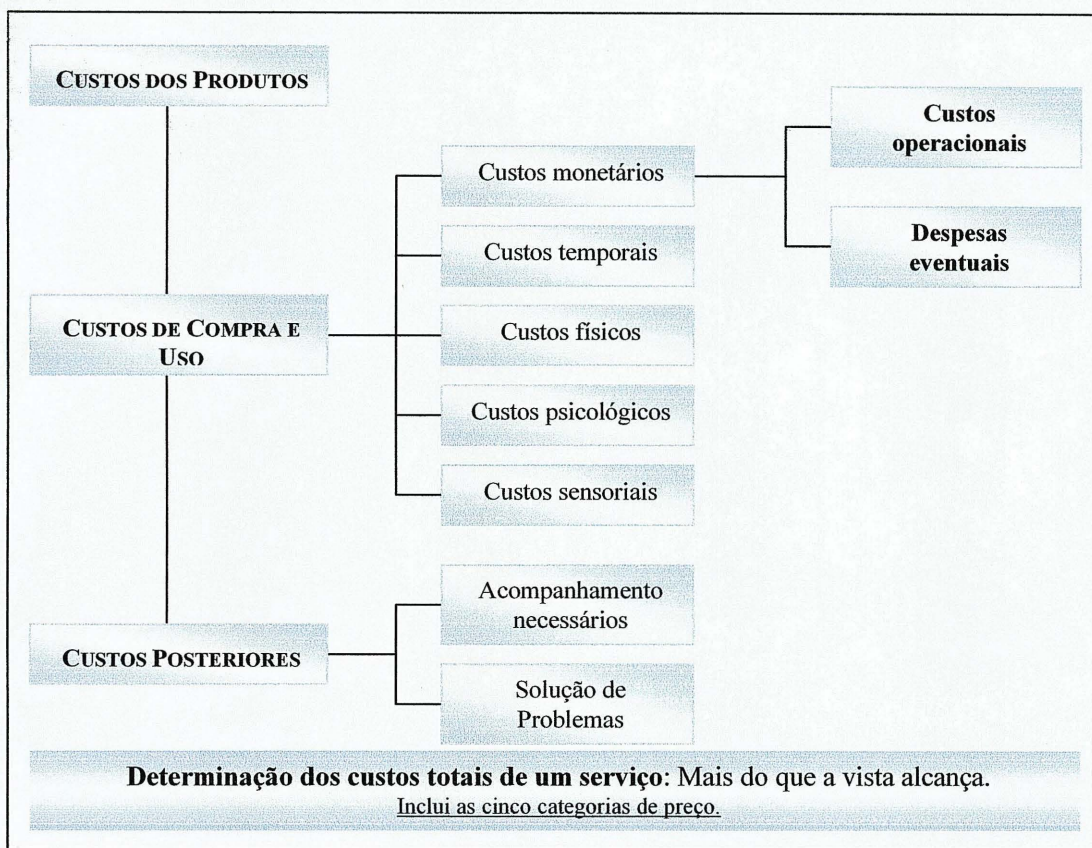 CUSTOS DOS PRODUTOS
Custos
operacionais
Custos monetários
Custos temporais
Despesas
eventuais
CUSTOS DE COMPRA E
USO
Custos físicos
Custos psicológicos
Custos sensoriais
Acompanhamento
necessários
CUSTOS POSTERIORES
Solução de
Problemas
Determinação dos custos totais de um serviço: Mais do que a vista alcança.
Inclui as cinco categorias de preço.